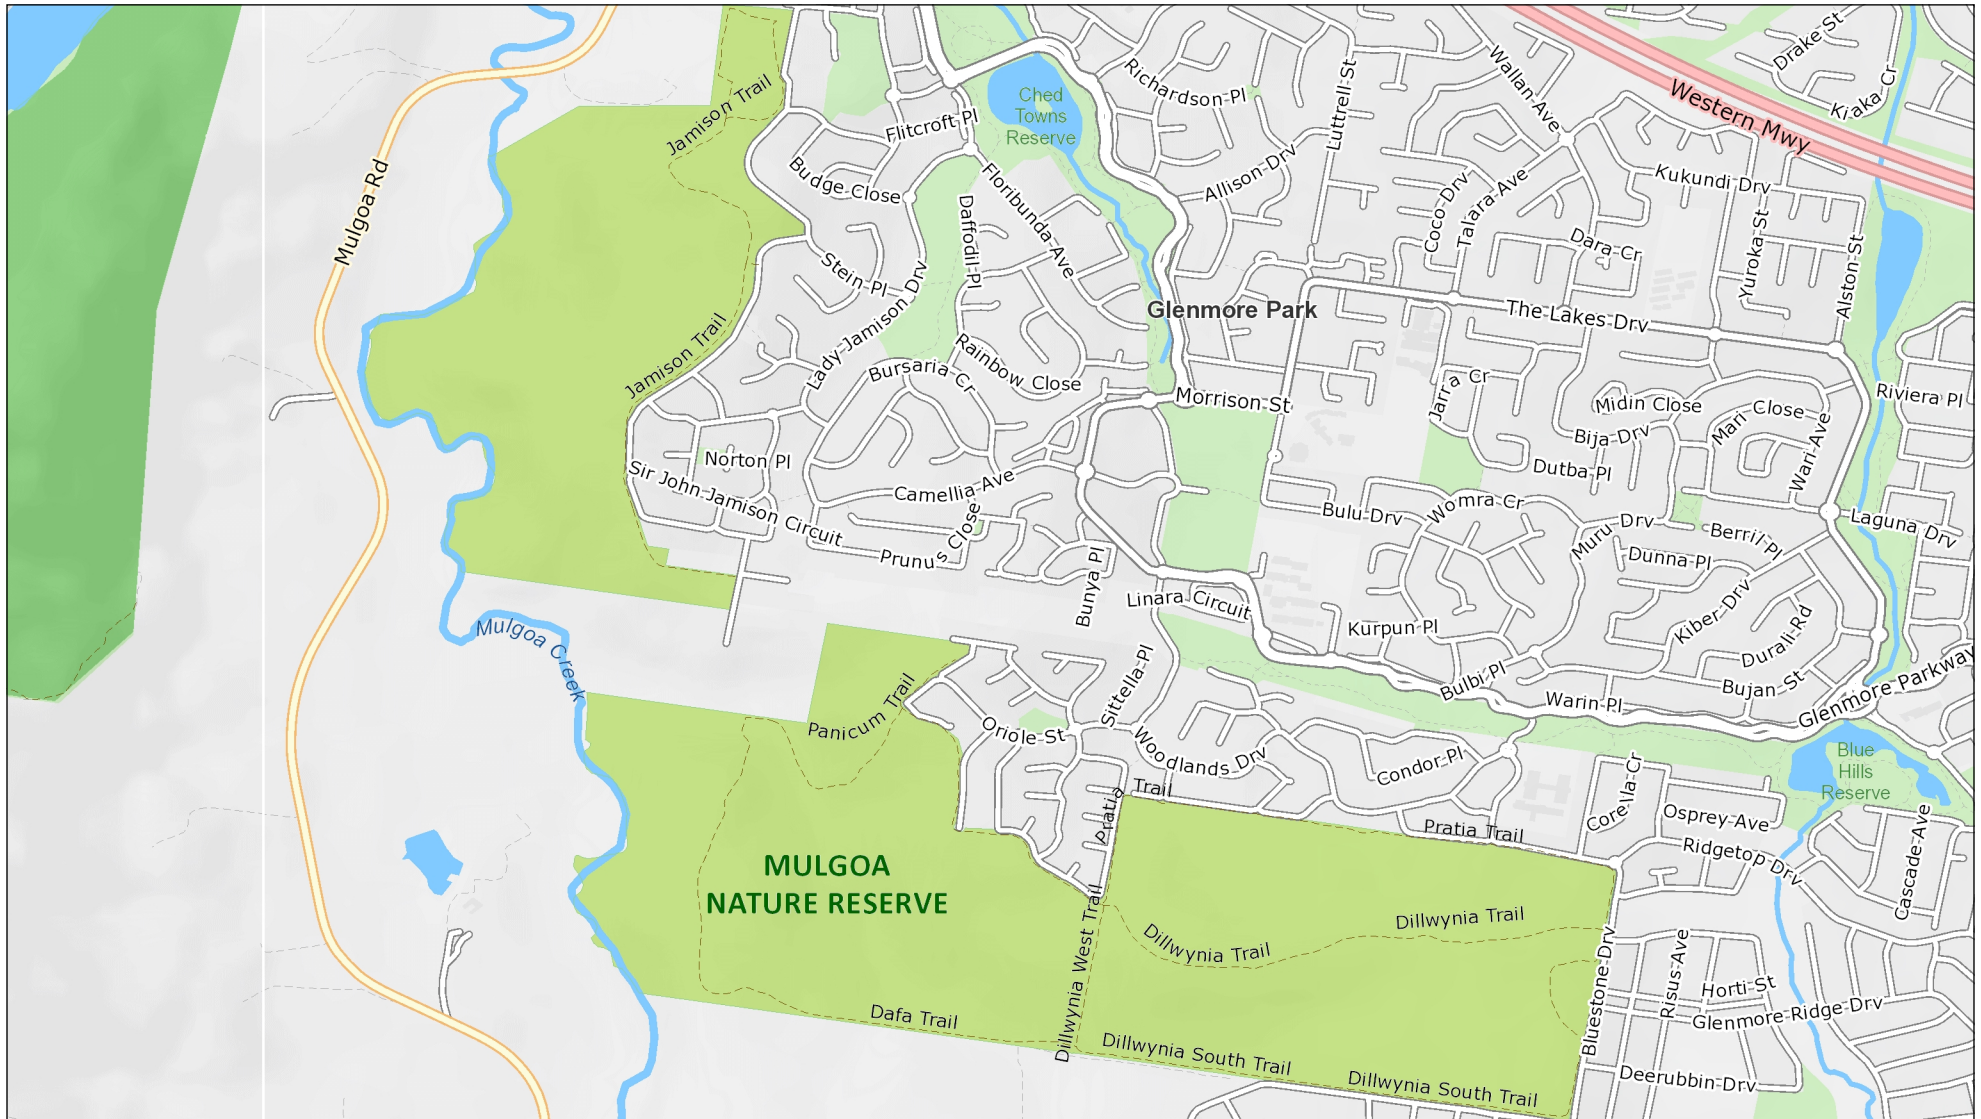 Drake St
Kiaka Cr
Western Mwy
Wallan Ave
Richardson Pl
Luttrell St
Ched
Towns
Reserve
Jamison Trail
Flitcroft Pl
Mulgoa Rd
Budge Close
Floribunda Ave
Daffodil Pl
Allison Drv
Coco Drv
Talara Ave
Kukundi Drv
Yuroka St
Dara Cr
Alston St
Stein Pl
Lady Jamison Drv
Glenmore Park
The Lakes Drv
Jamison Trail
Rainbow Close
Bursaria Cr
Morrison St
Jarra Cr
Midin Close
Mari Close
Riviera Pl
Bija Drv
Wari Ave
Norton Pl
Dutba Pl
Sir John Jamison Circuit
Camellia Ave
Prunus Close
Bulu Drv
Womra Cr
Muru Drv
Berril Pl
Laguna Drv
Dunna Pl
Bunya Pl
Linara Circuit
Kurpun Pl
Kiber Drv
Durali Rd
Mulgoa Creek
Sittella Pl
Bulbi Pl
Bujan St
Warin Pl
Glenmore Parkway
Panicum Trail
Oriole St
Woodlands Drv
Condor Pl
Blue
Hills
Reserve
Pratia Trail
Corella Cr
Osprey Ave
Pratia Trail
Ridgetop Drv
Cascade Ave
MULGOA
NATURE RESERVE
Dillwynia West Trail
Dillwynia Trail
Dillwynia Trail
Bluestone Drv
Risus Ave
Horti St
Glenmore Ridge Drv
Dafa Trail
Dillwynia South Trail
Dillwynia South Trail
Deerubbin Drv